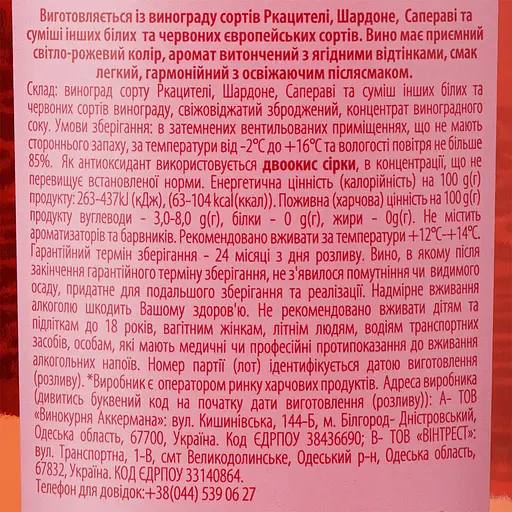 Виготовляється із винограду сортів Ркацителі, Шардоне, Сапераві та
суміші інших білих та червоних європейських сортів. Вино має приємний
світло-рожевий колір, аромат витончений з ягідними відтінками, смак
легкий, гармонійний з освіжаючим післясмаком.
Склад: виноград сорту Ркацителі, Шардоне, Сапераві та суміш інших білих та
червоних сортів винограду, свіжовіджатий зброджений, концентрат виноградного
соку. Умови зберігання: в затемнених вентильованих приміщеннях, що не мають
стороннього запаху, за температури від -2°С до +16°С та вологості повітря не більше
85%. Як антиоксидант використовується двоокис сірки, в концентрації, що не
перевищує встановленої норми. Енергетична цінність (калорійність) на 100 g(г)
продукту: 263-437kJ (кДж), (63-104 kcal(ккал)). Поживна (харчова) цінність на 100 g(г)
продукту вуглеводи - 3,0-8,0 g(г), білки - 0 g(г), жири - 0g(г). Не містить
ароматизаторів та барвників. Рекомендовано вживати за температури +12°С-+14°С.
Гарантійний термін зберігання - 24 місяці з дня розливу. Вино, в якому після
закінчення гарантійного терміну зберігання, не з'явилося помутніння чи видимого
осаду, придатне для подальшого зберігання та реалізації. Надмірне вживання
алкоголю шкодить Вашому здоров'ю. Не рекомендовано вживати дітям та
підліткам до 18 років, вагітним жінкам, літнім людям, водіям транспортних
засобів, особам, які мають медичні чи професійні протипоказання до вживання
алкогольних напоїв. Номер партії (лот) ідентифікується датою виготовлення
(розливу). *Виробник є оператором ринку харчових продуктів. Адреса виробника
(дивитись буквений код на початку дати виготовлення (розливу)): А- ТОВ
«Винокурня Аккермана»: вул. Кишинівська, 144-Б, м. Білгород- Дністровський,
Одеська область, 67700, Україна. Код ЄДРПОУ 38436690; В- ТОВ «ВІНТРЕСТ»:
вул. Транспортна, 1-В, смт Великодолинське, Одеський р-н, Одеська область,
67832, Україна. КОД ЄДРПОУ 33140864.
Телефон для довідок:+38(044) 539 06 27